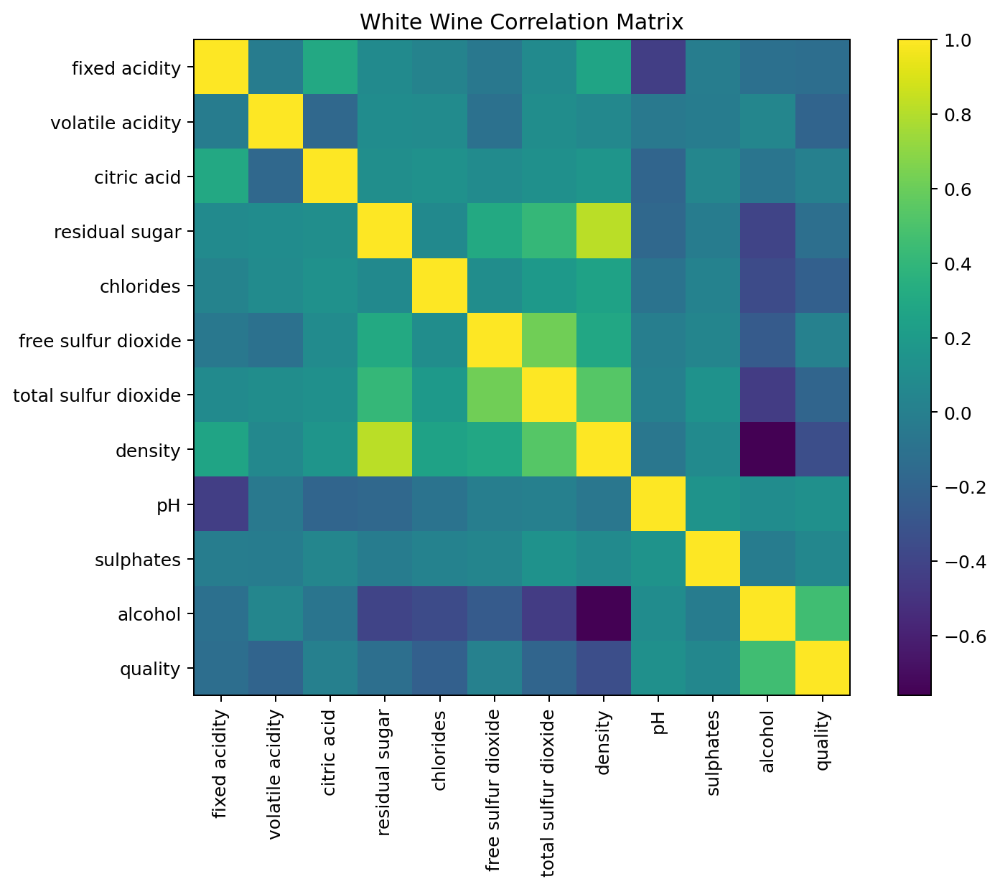 White Wine Correlation Matrix
fixed acidity
volatile acidity
citric acid
residual sugar
chlorides
free sulfur dioxide
total sulfur dioxide
density
pH
sulphates
alcohol
quality
fixed acidity
volatile acidity
citric acid
residual sugar
chlorides
free sulfur dioxide
total sulfur dioxide
density
pH
sulphates
alcohol
quality
1.0
0.8
0.6
0.4
0.2
0.0
−0.2
−0.4
−0.6